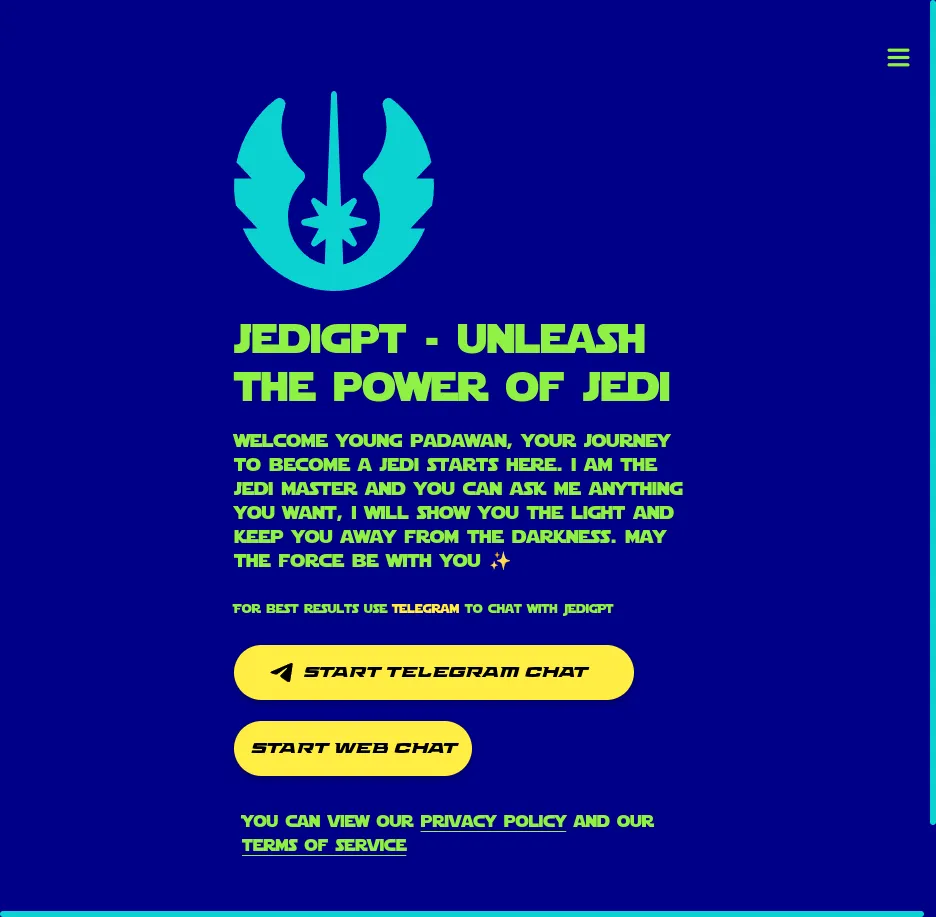 JEDIGPT - UNLEASH
THE POWER OF JEDI
WELCOME YOUNG PADAWAN, YOUR JOURNEY
TO BECOME A JEDI STARTS HERE. I AM THE
JEDI MASTER AND YOU CAN ASK ME ANYTHING
YOU WANT, I WILL SHOW YOU THE LIGHT AND
KEEP YOU AWAY FROM THE DARKNESS. MAY
THE FORCE BE WITH YOU ✨
FOR BEST RESULTS USE TELEGRAM TO CHAT WITH JEDIGPT
START TELEGRAM CHAT
START WEB CHAT
YOU CAN VIEW OUR PRIVACY POLICY AND OUR
TERMS OF SERVICE